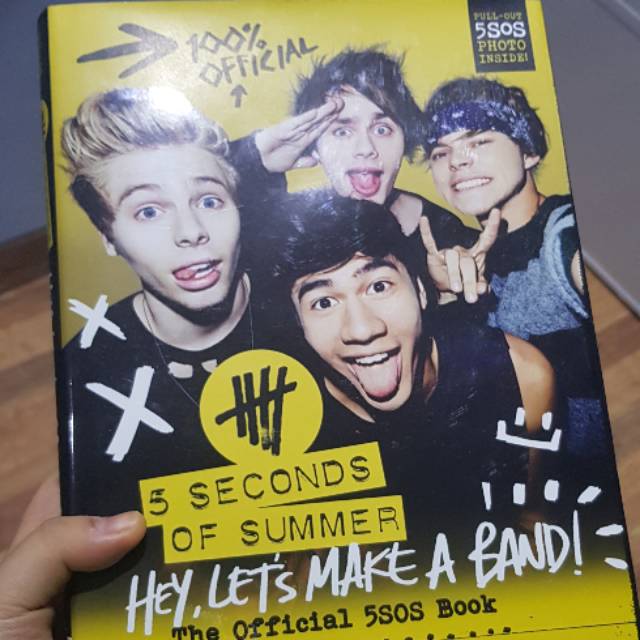 100%
OFFICIAL
PULL-OUT
5SOS
PHOTO
INSIDE!
5 SECONDS
OF SUMMER
HEY, LET'S MAKE A BAND!
The Official 5SOS Book